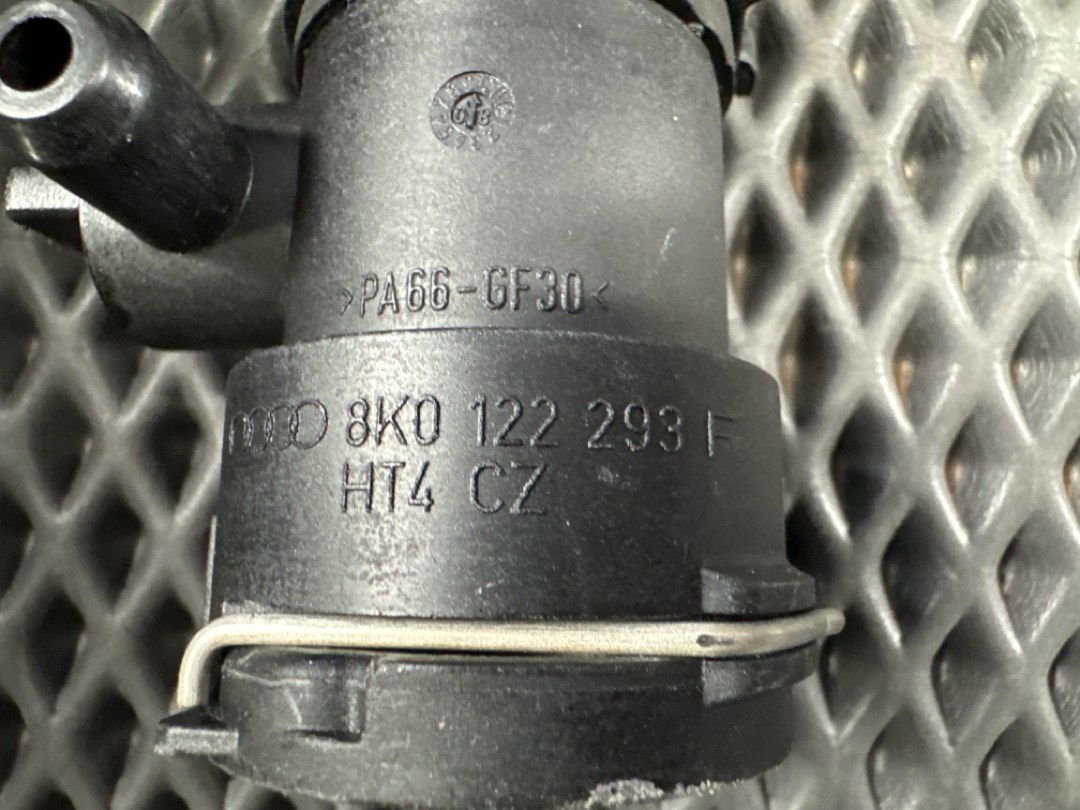 >PA66-GF30<
8K0 122 293 F
HT4 CZ